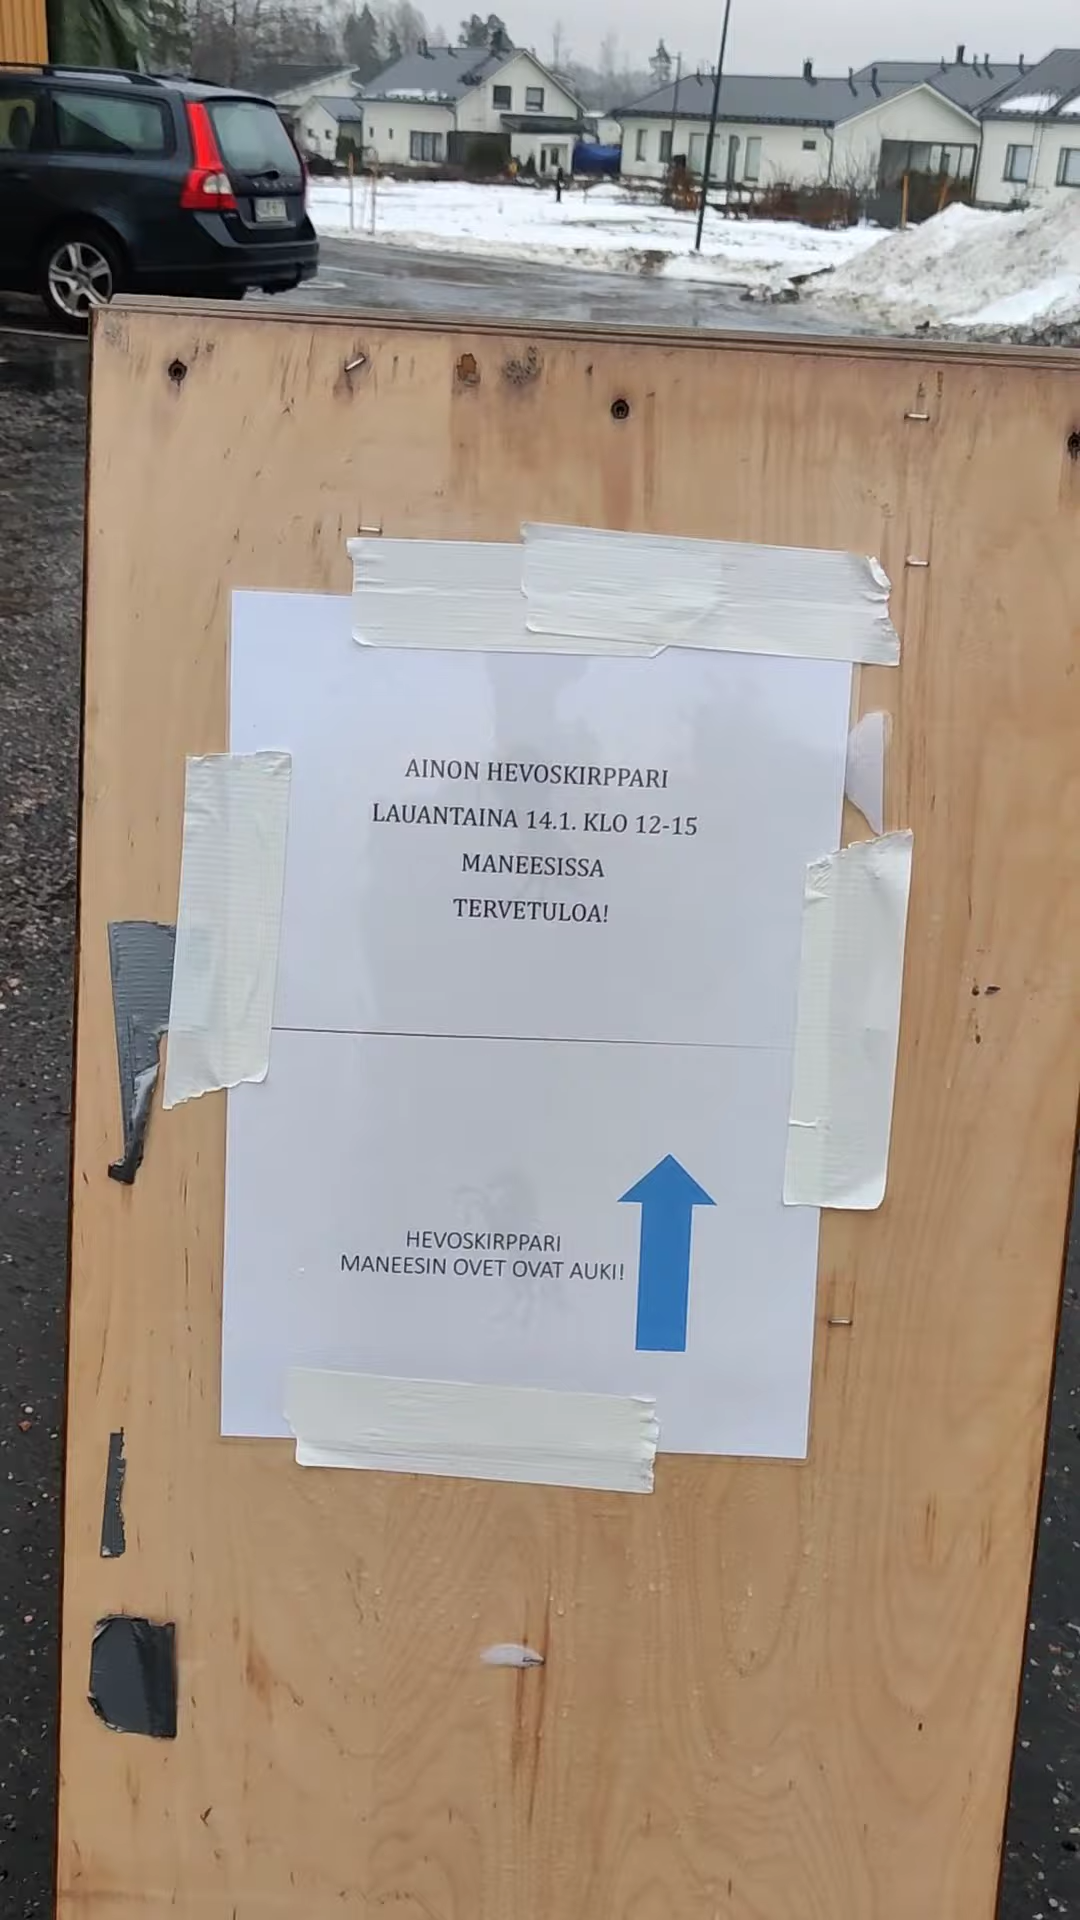 AINON HEVOSKIRPPARI
LAUANTAINA 14.1. KLO 12-15
MANEESISSA
TERVETULOA!
HEVOSKIRPPARI
MANEESIN OVET OVAT AUKI!